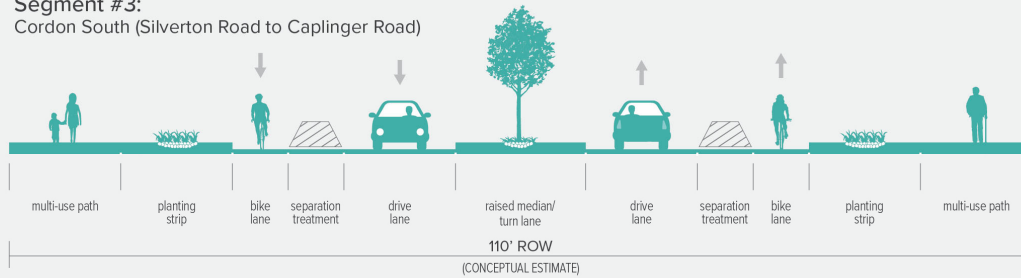 Segment #3:
Cordon South (Silverton Road to Caplinger Road)
multi-use path
planting
strip
bike
lane
separation
treatment
drive
lane
raised median/
turn lane
drive
lane
separation
treatment
bike
lane
planting
strip
multi-use path
110' ROW
(CONCEPTUAL ESTIMATE)